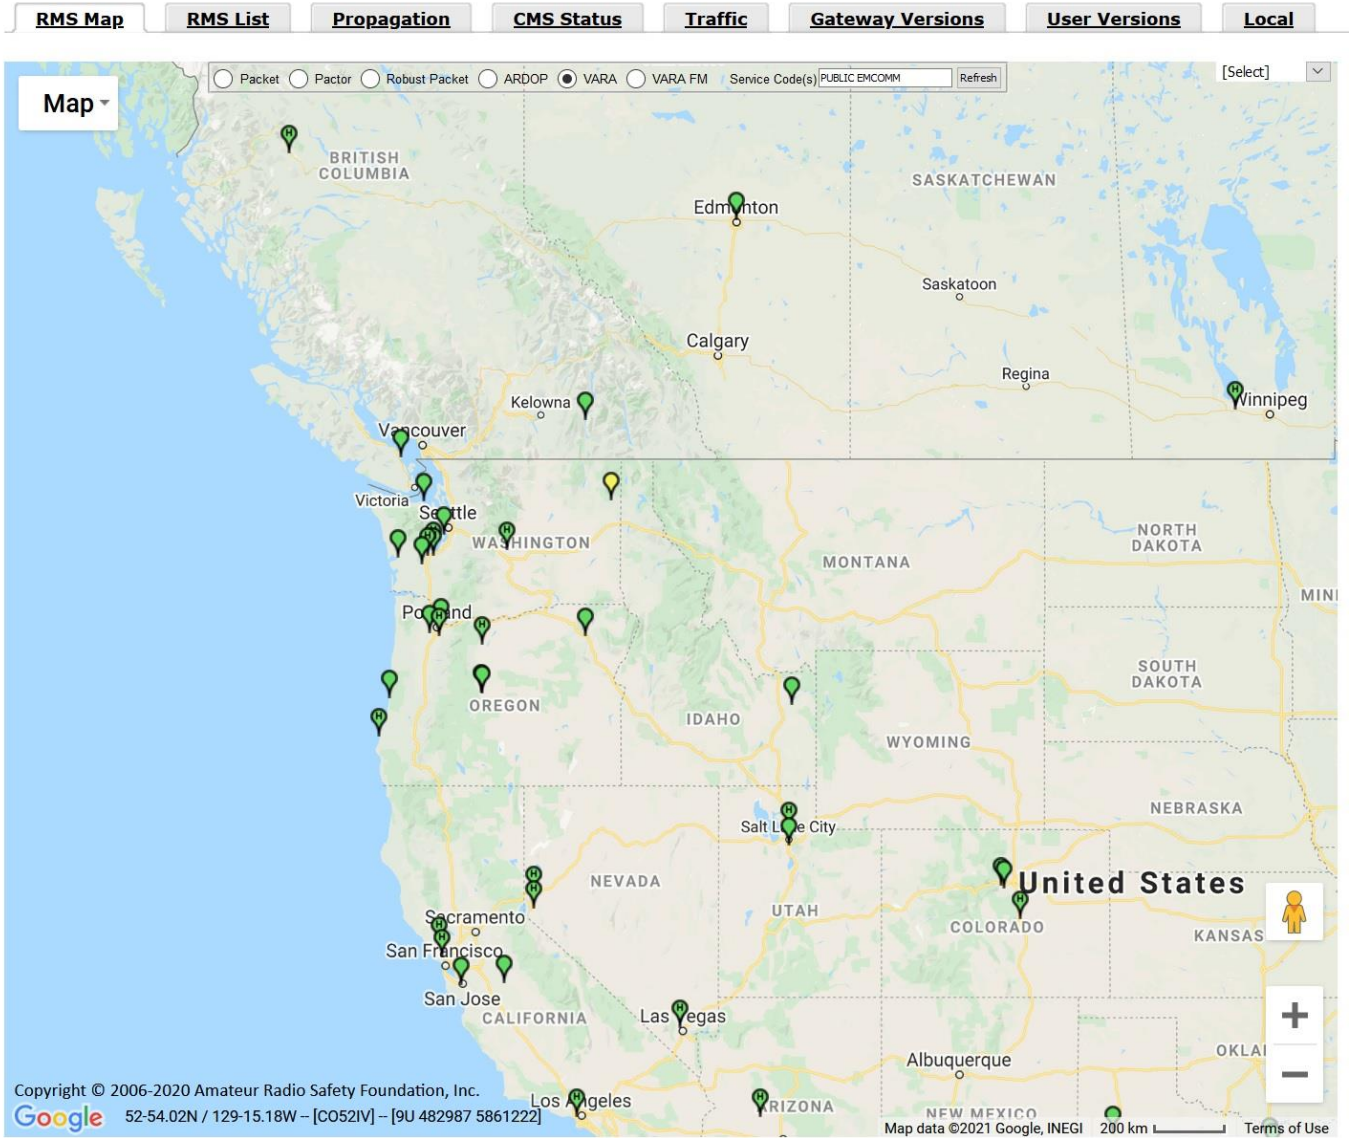 RMS Map RMS List Propagation CMS Status Traffic Gateway Versions User Versions Local
Map
Packet Pactor Robust Packet ARDOP VARA VARA FM Service Code(s) PUBLIC EMCOMM Refresh
[Select]
BRITISH
COLUMBIA
SASKATCHEWAN
Edmonton
Saskatoon
Calgary
Regina
Kelowna
Winnipeg
Vancouver
Victoria
Seattle
WASHINGTON
NORTH
DAKOTA
MONTANA
Portland
SOUTH
DAKOTA
OREGON
IDAHO
WYOMING
NEBRASKA
Salt Lake City
NEVADA
United States
UTAH
COLORADO
KANSAS
Sacramento
San Francisco
San Jose
CALIFORNIA
Las Vegas
Albuquerque
Los Angeles
ARIZONA
NEW MEXICO
Copyright © 2006-2020 Amateur Radio Safety Foundation, Inc.
Google 52-54.02N / 129-15.18W -- [CO52IV] -- [9U 482987 5861222]
Map data ©2021 Google, INEGI 200 km Terms of Use